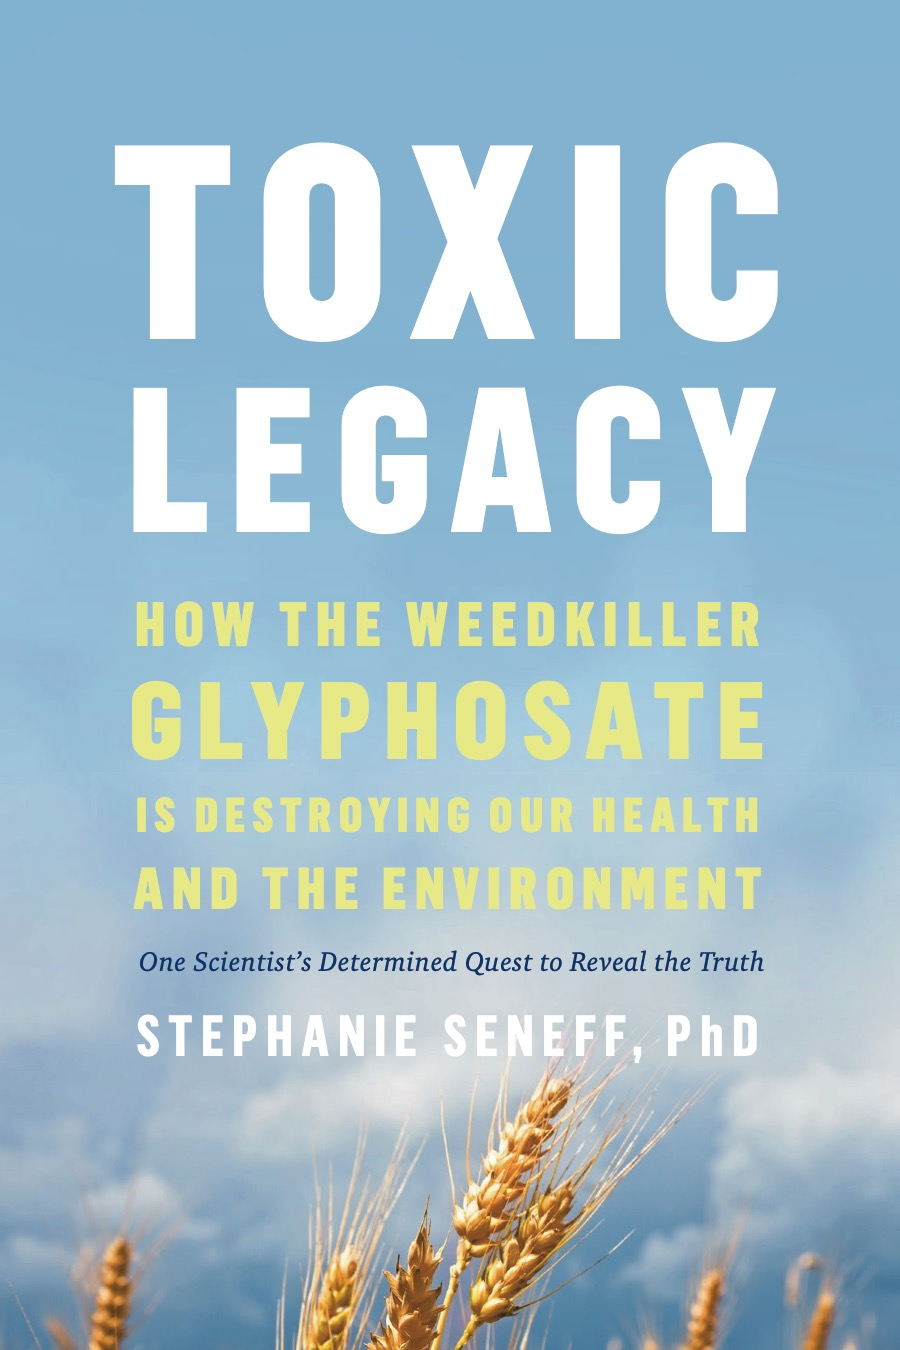 TOXIC
LEGACY
HOW THE WEEDKILLER
GLYPHOSATE
IS DESTROYING OUR HEALTH
AND THE ENVIRONMENT
One Scientist’s Determined Quest to Reveal the Truth
STEPHANIE SENEFF, PhD